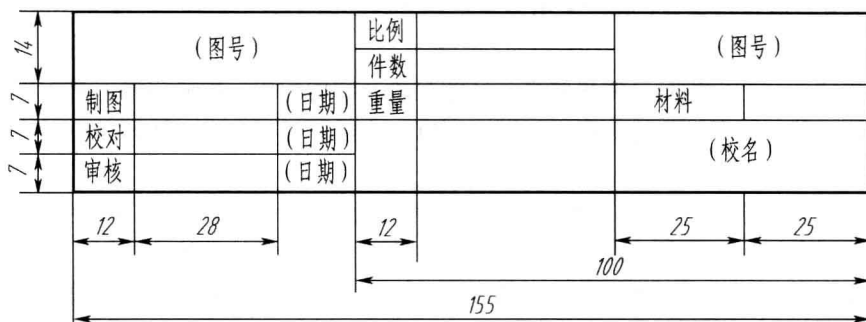 (图号) 比例 (图号)
件数
制图 (日期) 重量 材料
校对 (日期) (校名)
审核 (日期)
14
7
7
7
12 28 12 25 25
100
155